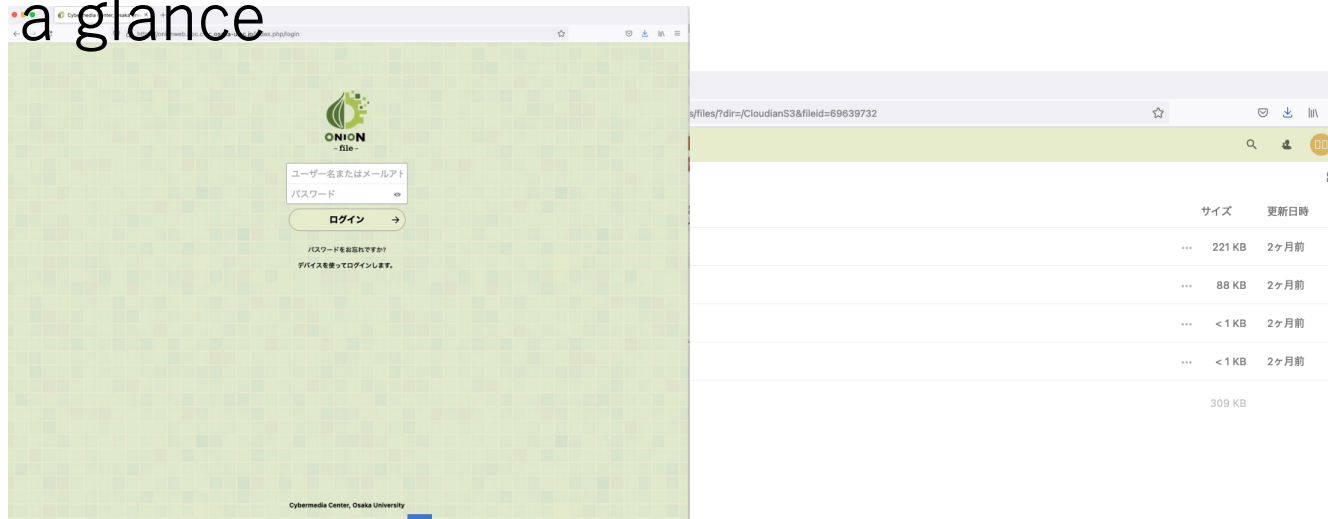 a glance
ONION
- file -
ユーザー名またはメールアト
パスワード
ログイン →
パスワードをお忘れですか?
デバイスを使ってログインします。
Cybermedia Center, Osaka University
s/files/?dir=/CloudianS3&fileid=69639732
サイズ 更新日時
... 221 KB 2ヶ月前
... 88 KB 2ヶ月前
... < 1 KB 2ヶ月前
... < 1 KB 2ヶ月前
309 KB